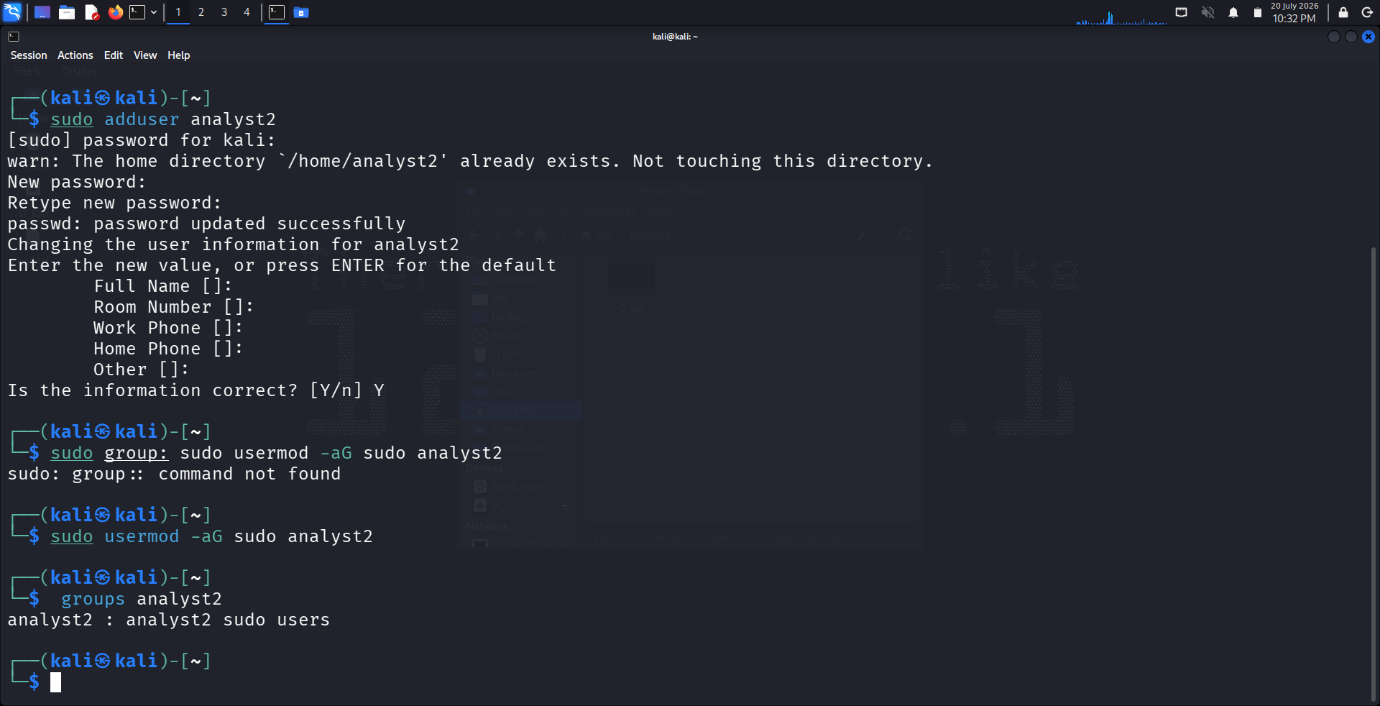 1 2 3 4
20 July 2026
10:32 PM
kali@kali: ~
Session Actions Edit View Help
┌──(kali㉿kali)-[~]
└─$ sudo adduser analyst2
[sudo] password for kali:
warn: The home directory `/home/analyst2' already exists. Not touching this directory.
New password:
Retype new password:
passwd: password updated successfully
Changing the user information for analyst2
Enter the new value, or press ENTER for the default
Full Name []:
Room Number []:
Work Phone []:
Home Phone []:
Other []:
Is the information correct? [Y/n] Y
┌──(kali㉿kali)-[~]
└─$ sudo group: sudo usermod -aG sudo analyst2
sudo: group:: command not found
┌──(kali㉿kali)-[~]
└─$ sudo usermod -aG sudo analyst2
┌──(kali㉿kali)-[~]
└─$  groups analyst2
analyst2 : analyst2 sudo users
┌──(kali㉿kali)-[~]
└─$